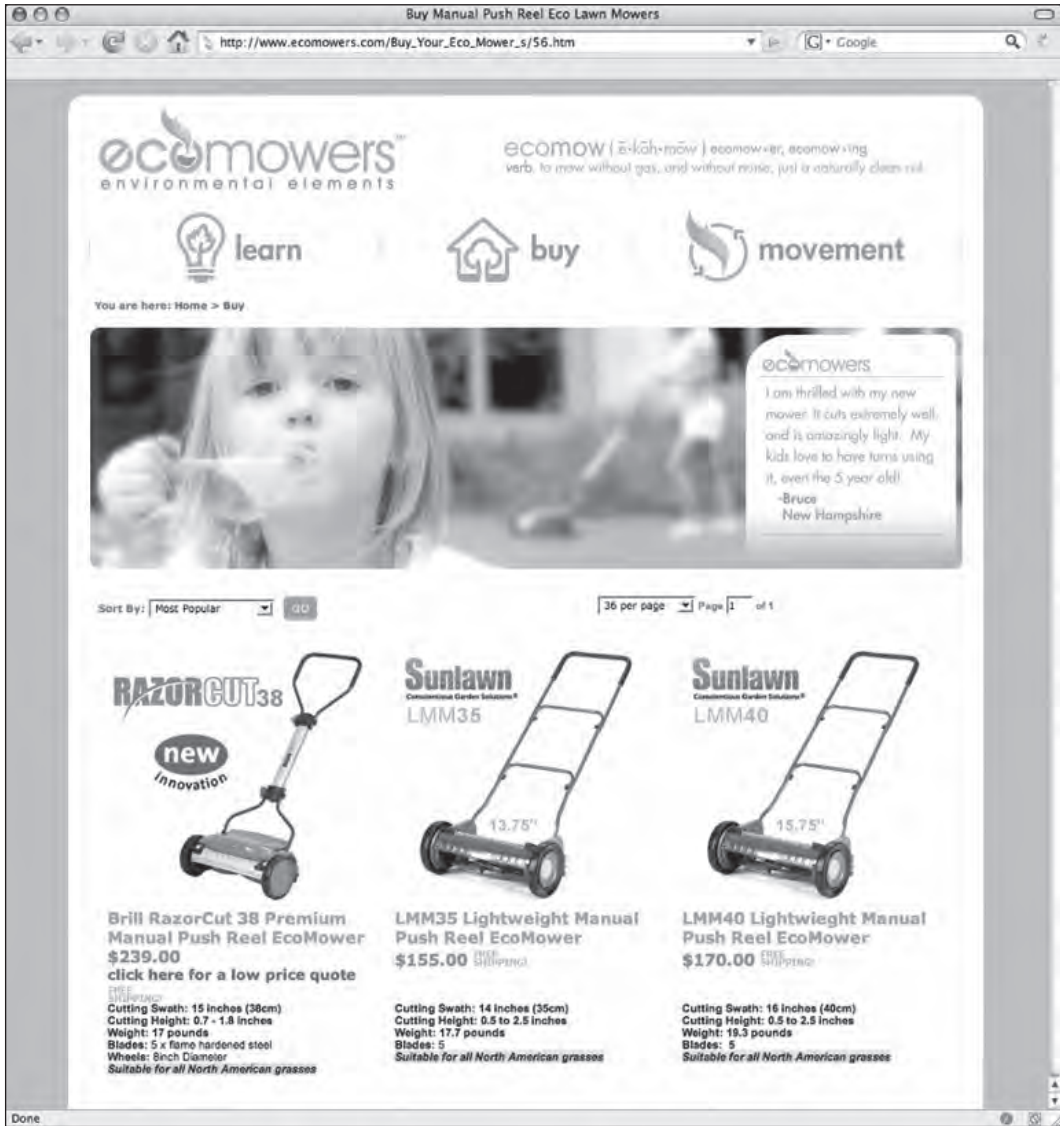 Buy Manual Push Reel Eco Lawn Mowers
http://www.ecomowers.com/Buy_Your_Eco_Mower_s/56.htm
G Google
ecomowers™
environmental elements
ecomow ( ē•kōh•mōw ) ecomow•er, ecomow•ing
verb. to mow without gas, and without noise, just a naturally clean cut.
learn
buy
movement
You are here: Home > Buy
ecomowers
I am thrilled with my new
mower. It cuts extremely well,
and is amazingly light. My
kids love to have turns using
it, even the 5 year old!
-Bruce
New Hampshire
Sort By: Most Popular GO
36 per page Page 1 of 1
RAZORCUT38
new
innovation
Brill RazorCut 38 Premium
Manual Push Reel EcoMower
$239.00
click here for a low price quote
FREE
SHIPPING!
Cutting Swath: 15 inches (38cm)
Cutting Height: 0.7 - 1.8 inches
Weight: 17 pounds
Blades: 5 x flame hardened steel
Wheels: 8inch Diameter
Suitable for all North American grasses
Sunlawn
Conscientious Garden Solutions®
LMM35
13.75"
LMM35 Lightweight Manual
Push Reel EcoMower
$155.00 FREE SHIPPING!
Cutting Swath: 14 inches (35cm)
Cutting Height: 0.5 to 2.5 inches
Weight: 17.7 pounds
Blades: 5
Suitable for all North American grasses
Sunlawn
Conscientious Garden Solutions®
LMM40
15.75"
LMM40 Lightwieght Manual
Push Reel EcoMower
$170.00 FREE SHIPPING!
Cutting Swath: 16 inches (40cm)
Cutting Height: 0.5 to 2.5 inches
Weight: 19.3 pounds
Blades: 5
Suitable for all North American grasses
Done